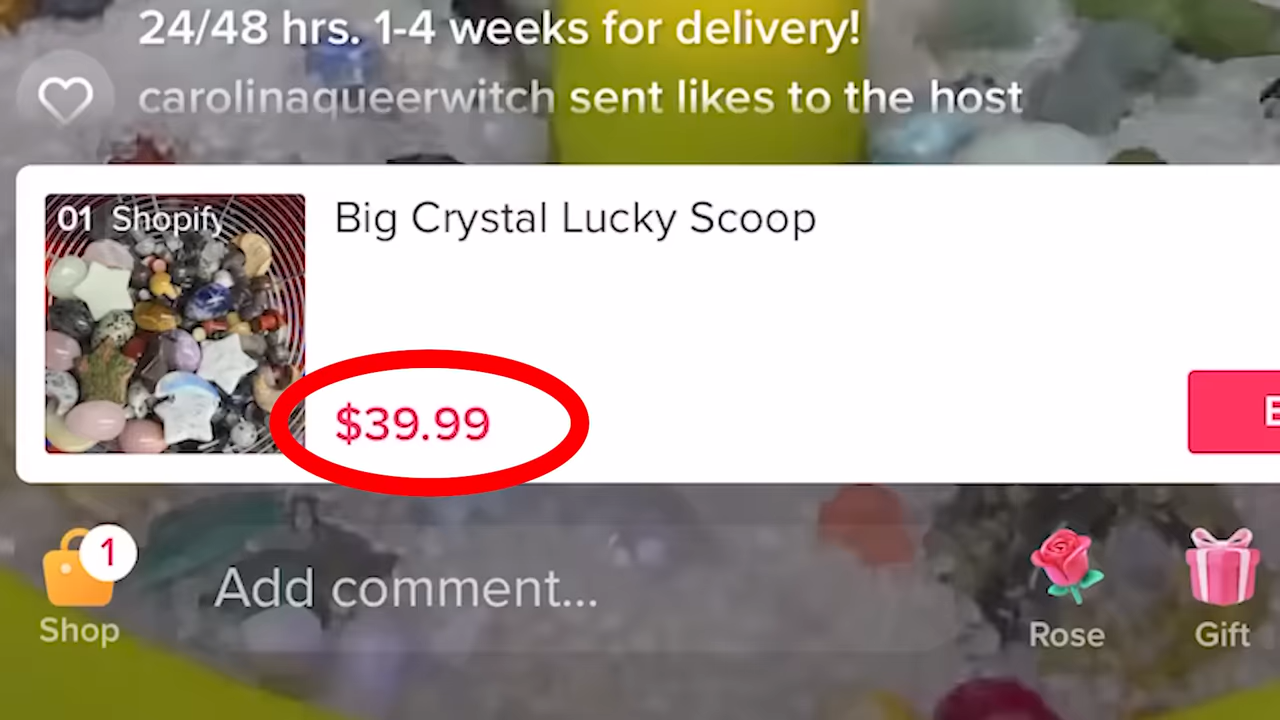 24/48 hrs. 1-4 weeks for delivery!
carolinaqueerwitch sent likes to the host
01 Shopify
Big Crystal Lucky Scoop
$39.99
1
Shop
Add comment...
Rose
Gift